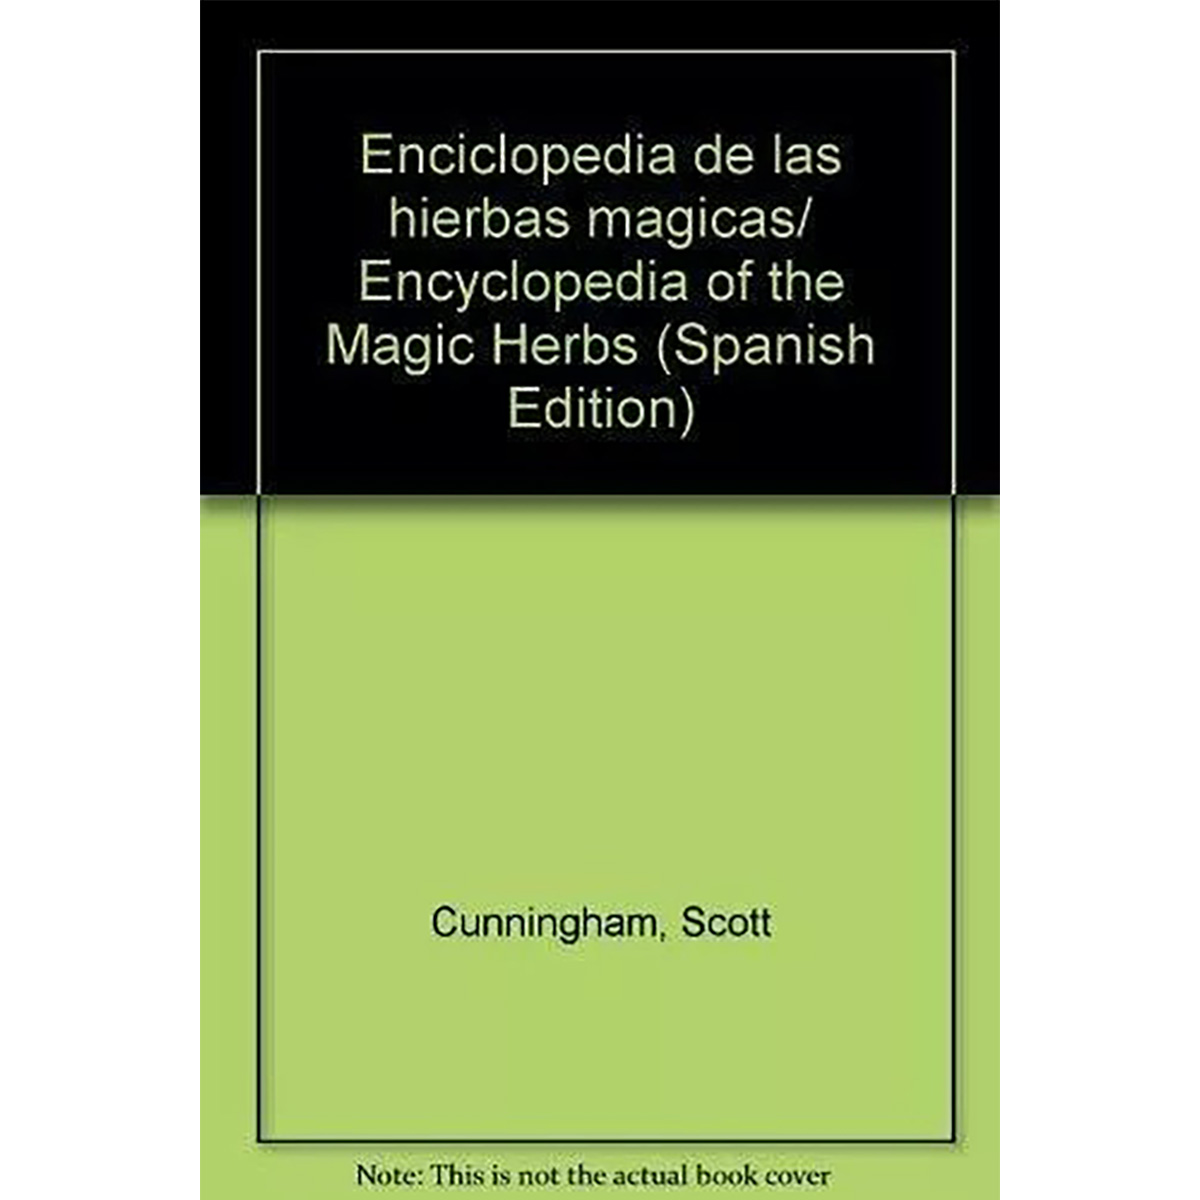 Enciclopedia de las
hierbas magicas/
Encyclopedia of the
Magic Herbs (Spanish
Edition)
Cunningham, Scott
Note: This is not the actual book cover